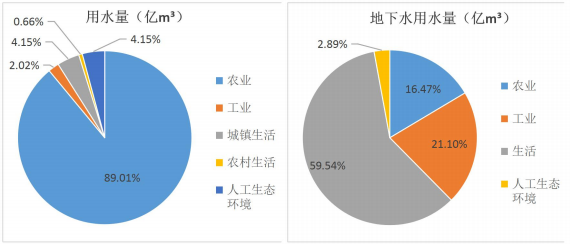 用水量（亿m³）
0.66%
4.15%
4.15%
2.02%
89.01%
农业
工业
城镇生活
农村生活
人工生态
环境
地下水用水量（亿m³）
2.89%
16.47%
21.10%
59.54%
农业
工业
生活
人工生态
环境